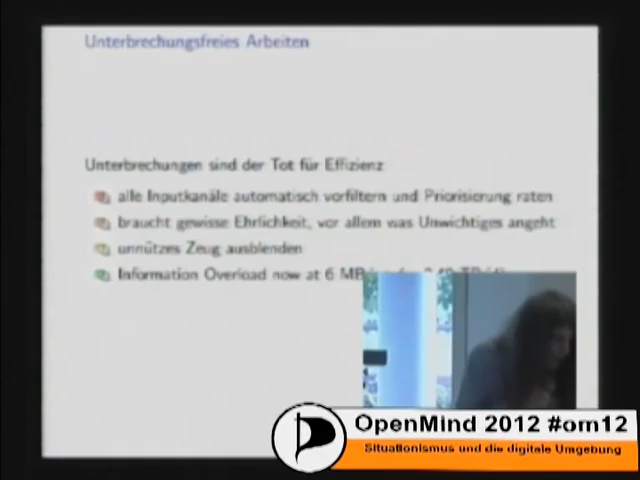 Unterbrechungsfreies Arbeiten
Unterbrechungen sind der Tot für Effizienz
alle Inputkanäle automatisch vorfiltern und Priorisierung raten
braucht gewisse Ehrlichkeit, vor allem was Unwichtiges angeht
unnützes Zeug ausblenden
Information Overload now at 6 MB
OpenMind 2012 #om12
Situationismus und die digitale Umgebung